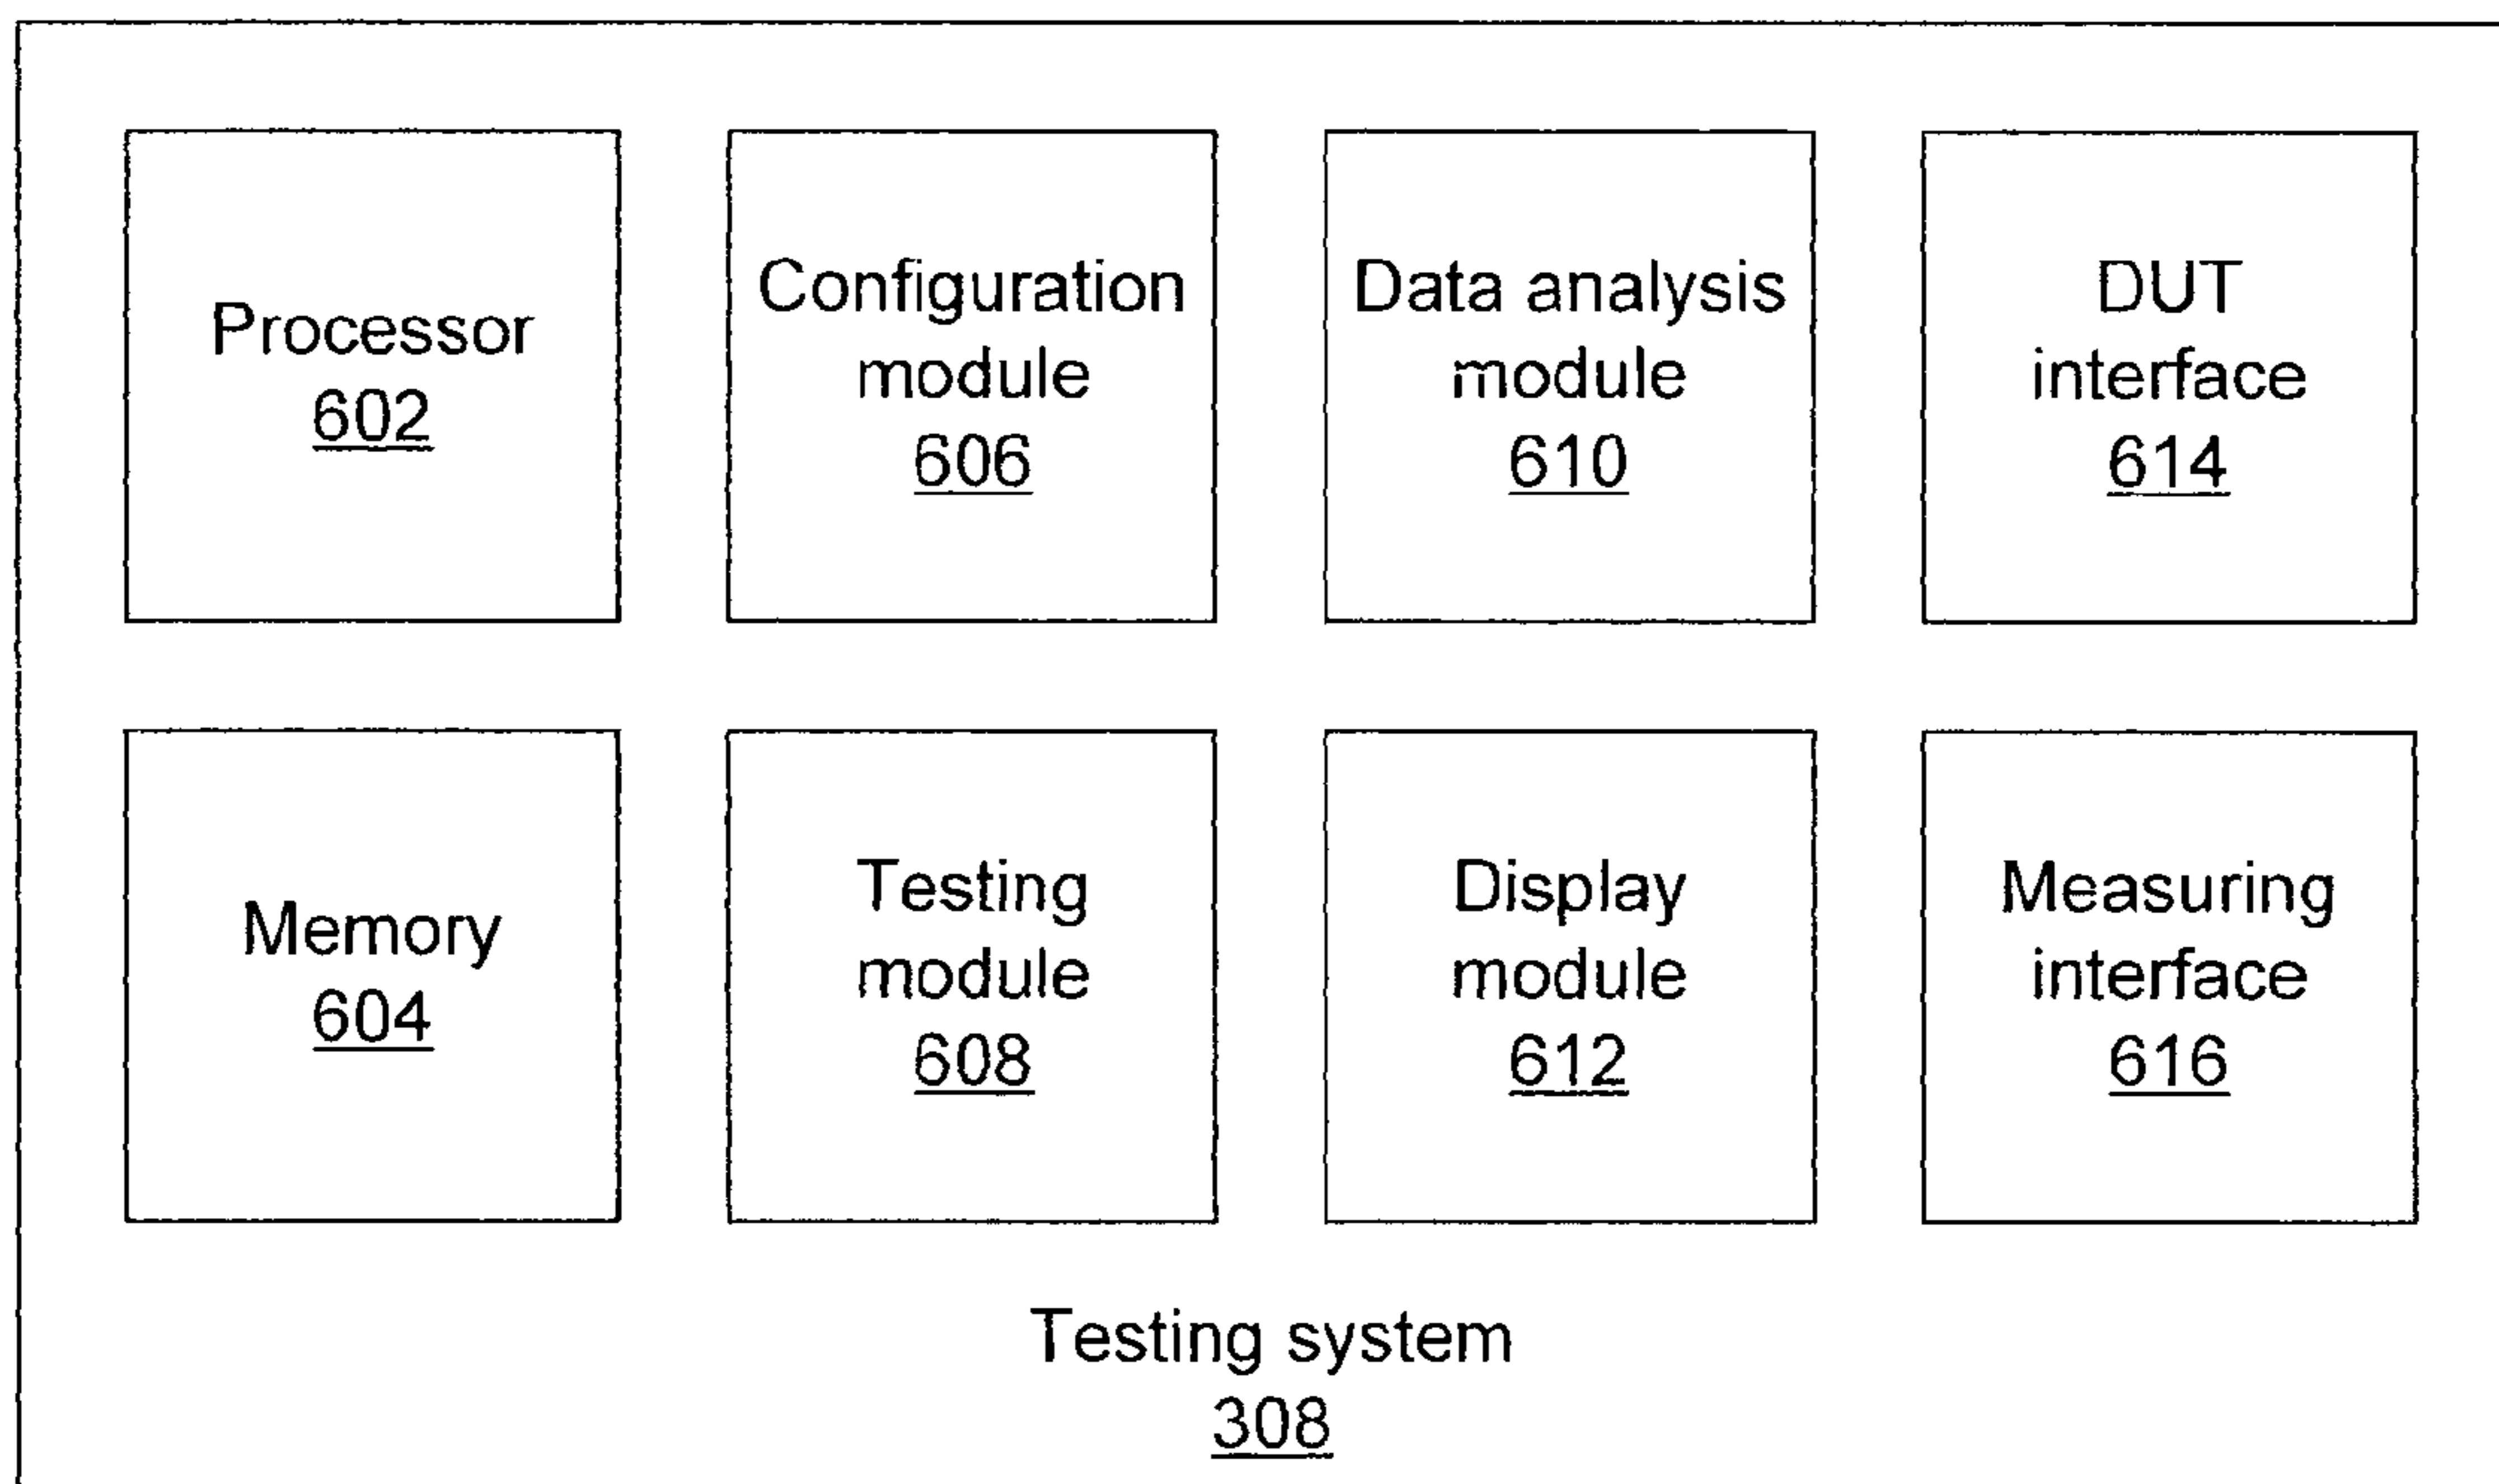 Processor
602
Configuration
module
606
Data analysis
module
610
DUT
interface
614
Memory
604
Testing
module
608
Display
module
612
Measuring
interface
616
Testing system
308